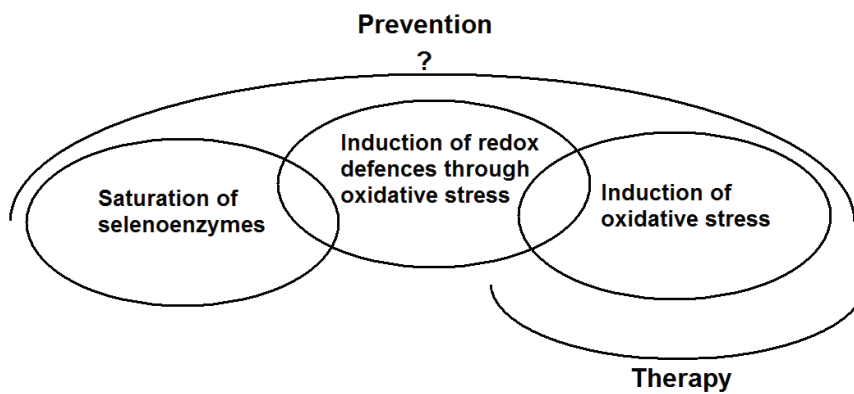 Prevention
?
Saturation of
selenoenzymes
Induction of redox
defences through
oxidative stress
Induction of
oxidative stress
Therapy